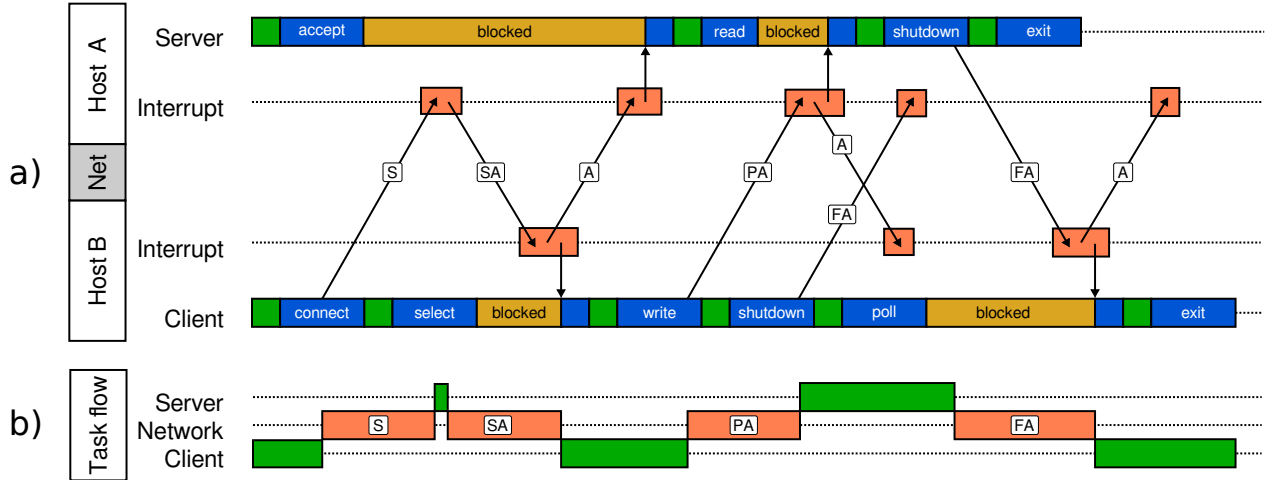 a)
Host A
Net
Host B
Server
accept
blocked
read
blocked
shutdown
exit
Interrupt
S
SA
A
PA
A
FA
FA
A
Interrupt
Client
connect
select
blocked
write
shutdown
poll
blocked
exit
b)
Task flow
Server
Network
S
SA
PA
FA
Client